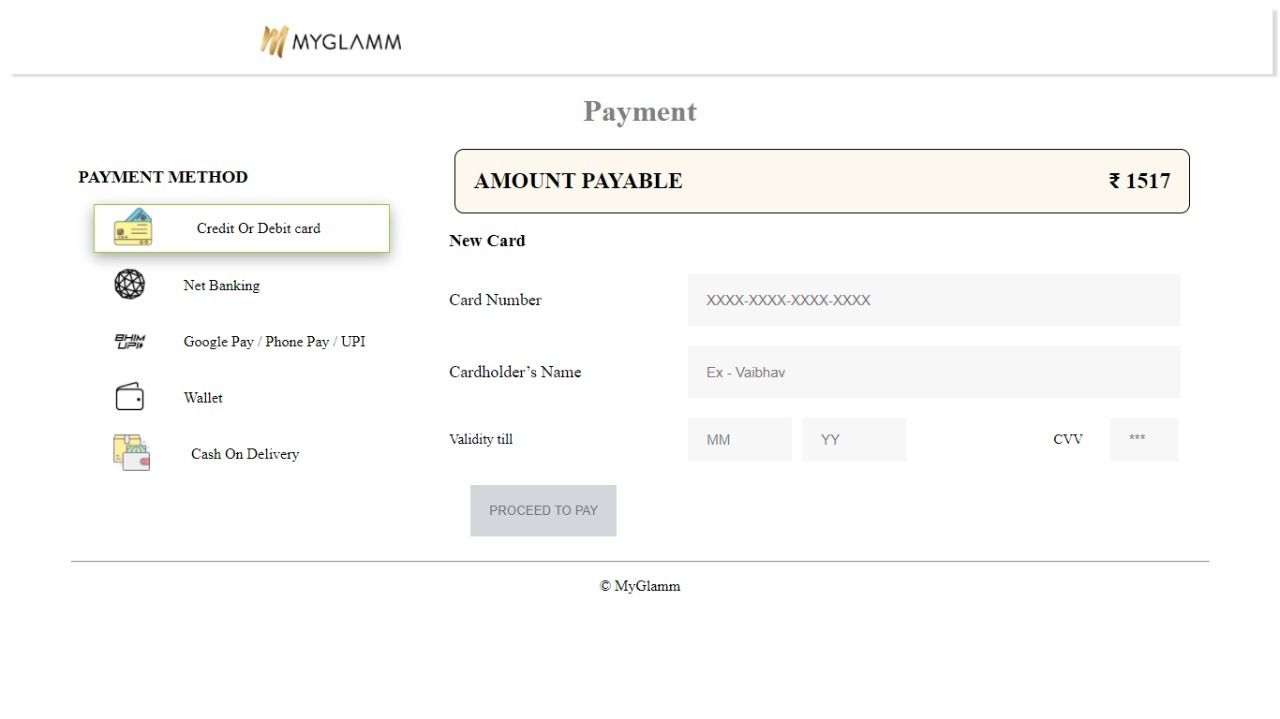 MYGLAMM
Payment
PAYMENT METHOD
Credit Or Debit card
Net Banking
BHIM
UPI
Google Pay / Phone Pay / UPI
Wallet
Cash On Delivery
AMOUNT PAYABLE ₹ 1517
New Card
Card Number XXXX-XXXX-XXXX-XXXX
Cardholder’s Name Ex - Vaibhav
Validity till MM YY CVV ***
PROCEED TO PAY
© MyGlamm